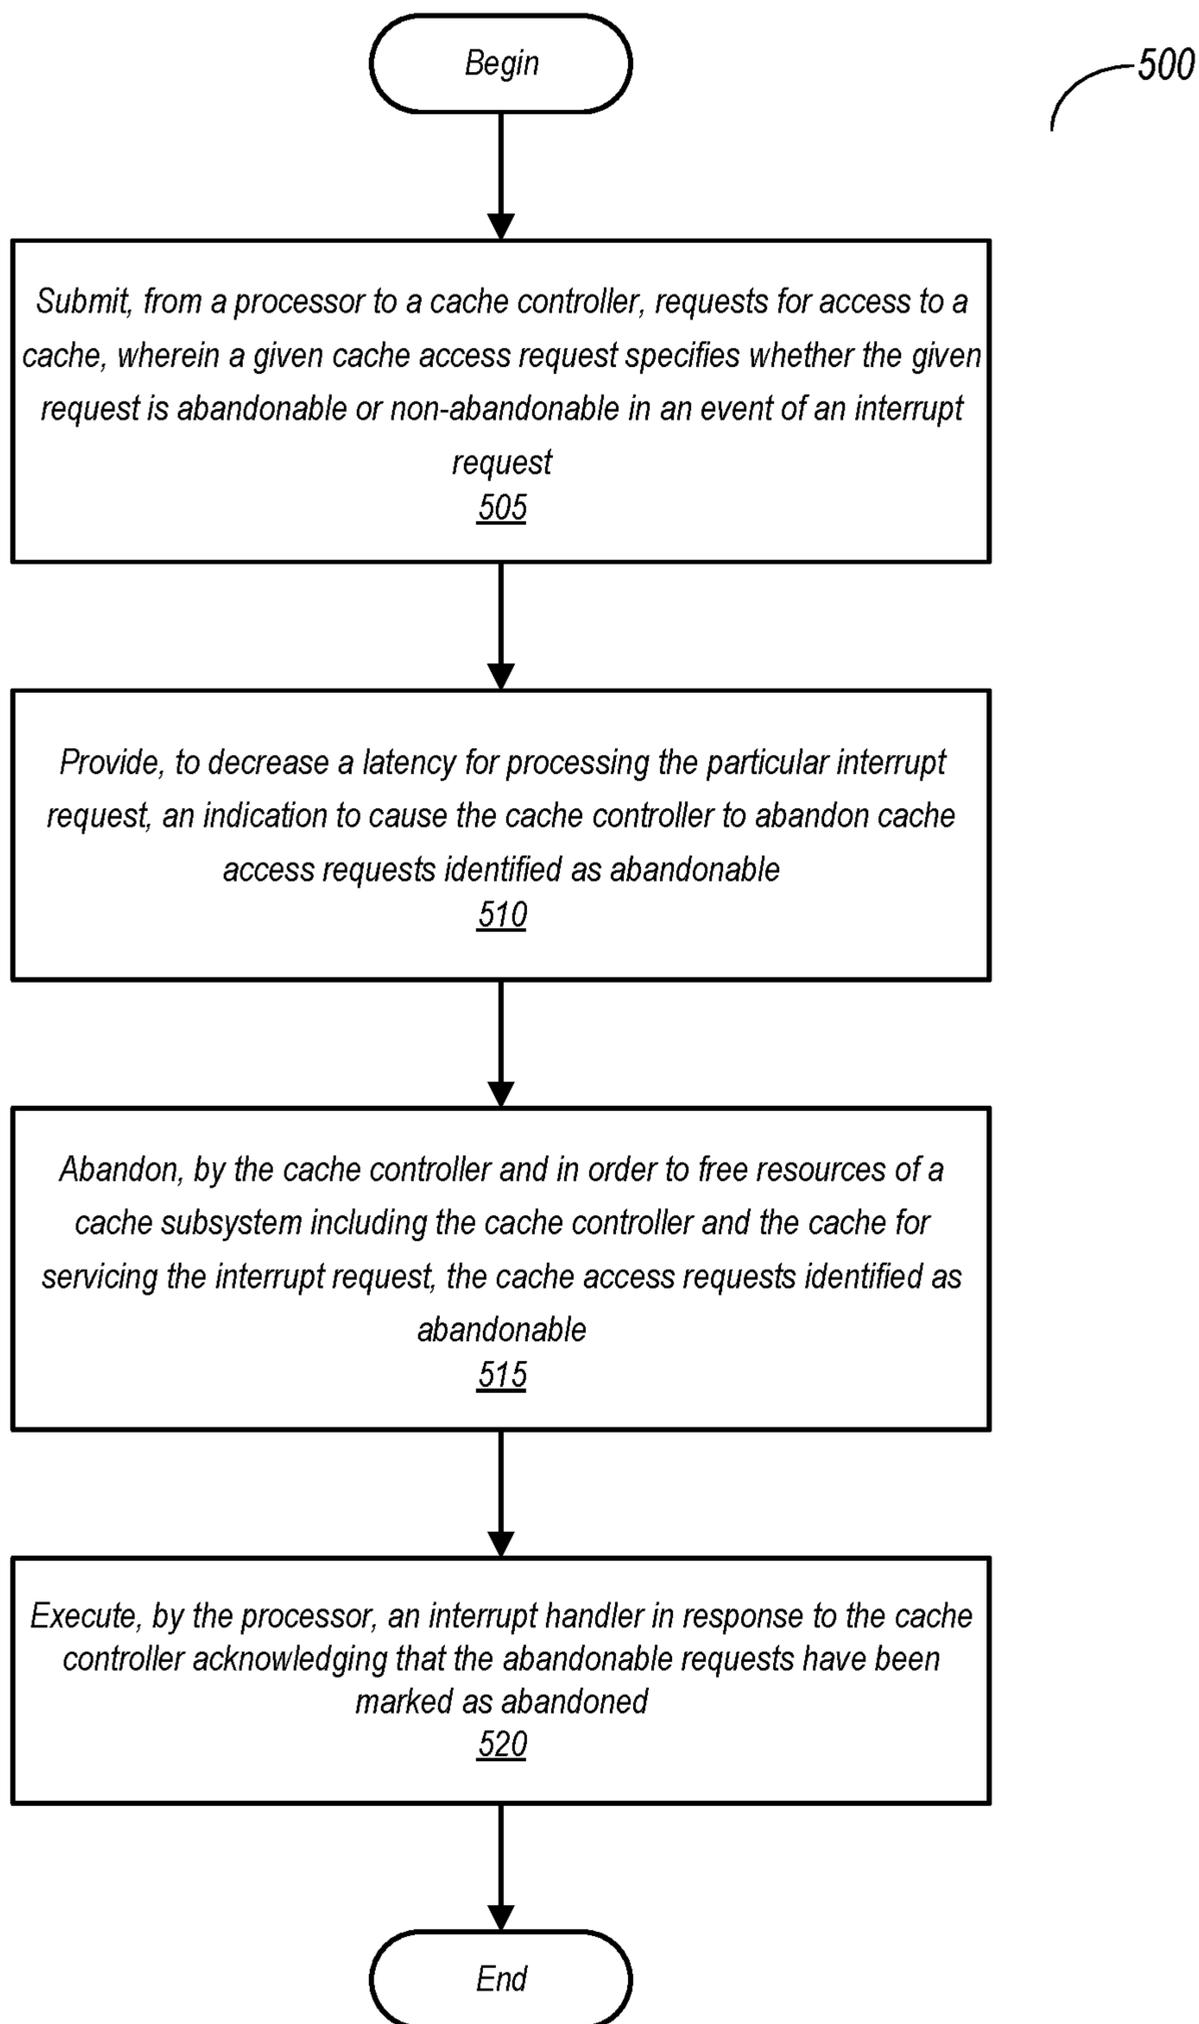 Begin
500
Submit, from a processor to a cache controller, requests for access to a
cache, wherein a given cache access request specifies whether the given
request is abandonable or non-abandonable in an event of an interrupt
request
505
Provide, to decrease a latency for processing the particular interrupt
request, an indication to cause the cache controller to abandon cache
access requests identified as abandonable
510
Abandon, by the cache controller and in order to free resources of a
cache subsystem including the cache controller and the cache for
servicing the interrupt request, the cache access requests identified as
abandonable
515
Execute, by the processor, an interrupt handler in response to the cache
controller acknowledging that the abandonable requests have been
marked as abandoned
520
End